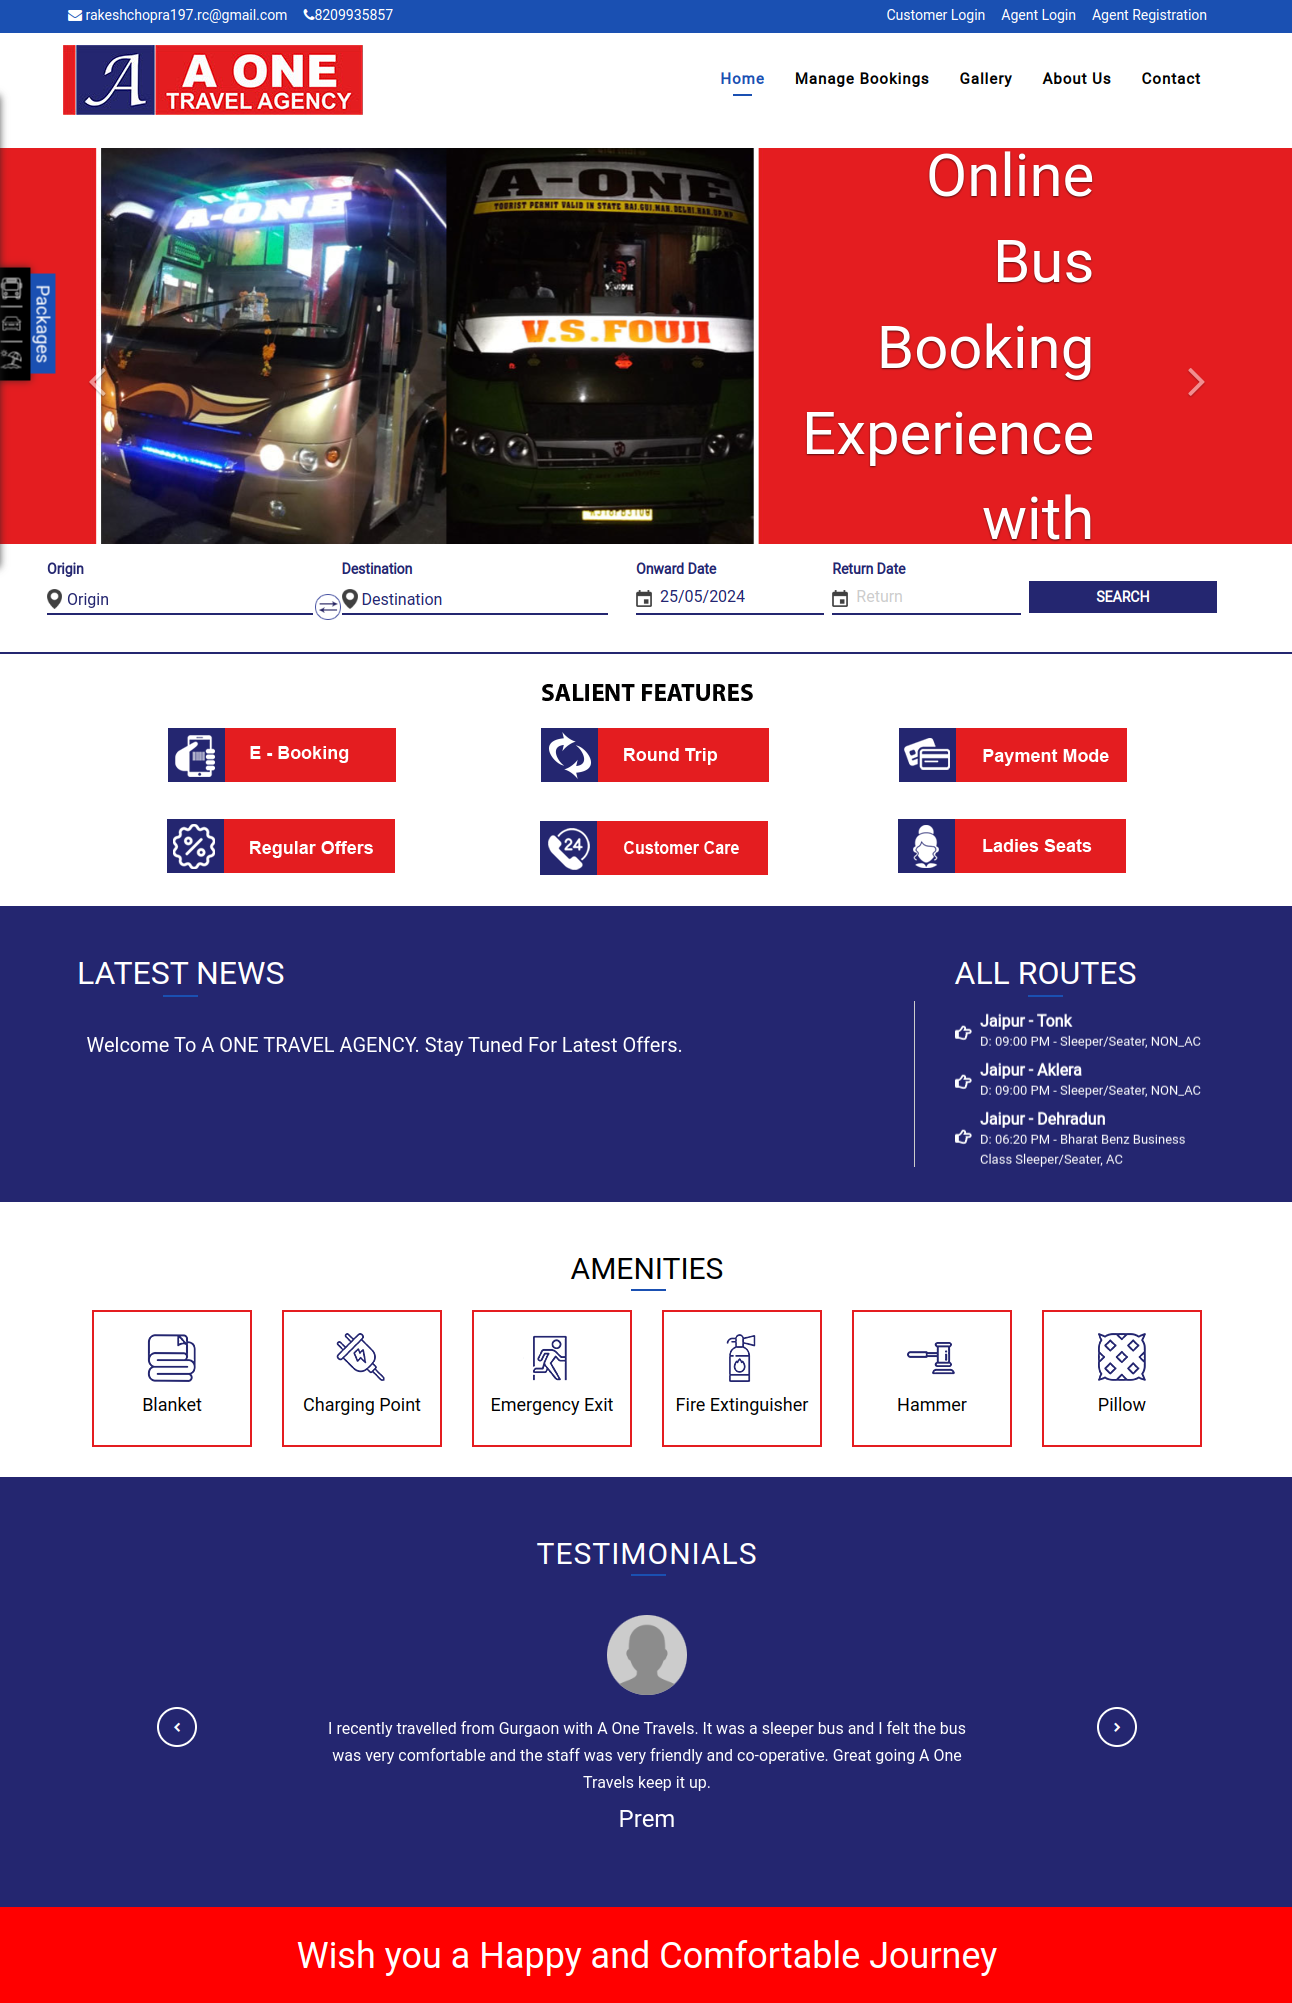 rakeshchopra197.rc@gmail.com 8209935857 Customer Login Agent Login Agent Registration
A A ONE
TRAVEL AGENCY
Home Manage Bookings Gallery About Us Contact
Packages
A-ONE
A-ONE
TOURIST PERMIT VALID IN STATE RAJ.GUJ.MAH.DELHI.HAR.UP.MP
V.S.FOUJI
Online
Bus
Booking
Experience
with
Origin Destination Onward Date Return Date
Origin Destination 25/05/2024 Return SEARCH
SALIENT FEATURES
E - Booking Round Trip Payment Mode
Regular Offers 24 Customer Care Ladies Seats
LATEST NEWS
Welcome To A ONE TRAVEL AGENCY. Stay Tuned For Latest Offers.
ALL ROUTES
Jaipur - Tonk
D: 09:00 PM - Sleeper/Seater, NON_AC
Jaipur - Aklera
D: 09:00 PM - Sleeper/Seater, NON_AC
Jaipur - Dehradun
D: 06:20 PM - Bharat Benz Business
Class Sleeper/Seater, AC
AMENITIES
Blanket Charging Point Emergency Exit Fire Extinguisher Hammer Pillow
TESTIMONIALS
I recently travelled from Gurgaon with A One Travels. It was a sleeper bus and I felt the bus
was very comfortable and the staff was very friendly and co-operative. Great going A One
Travels keep it up.
Prem
Wish you a Happy and Comfortable Journey